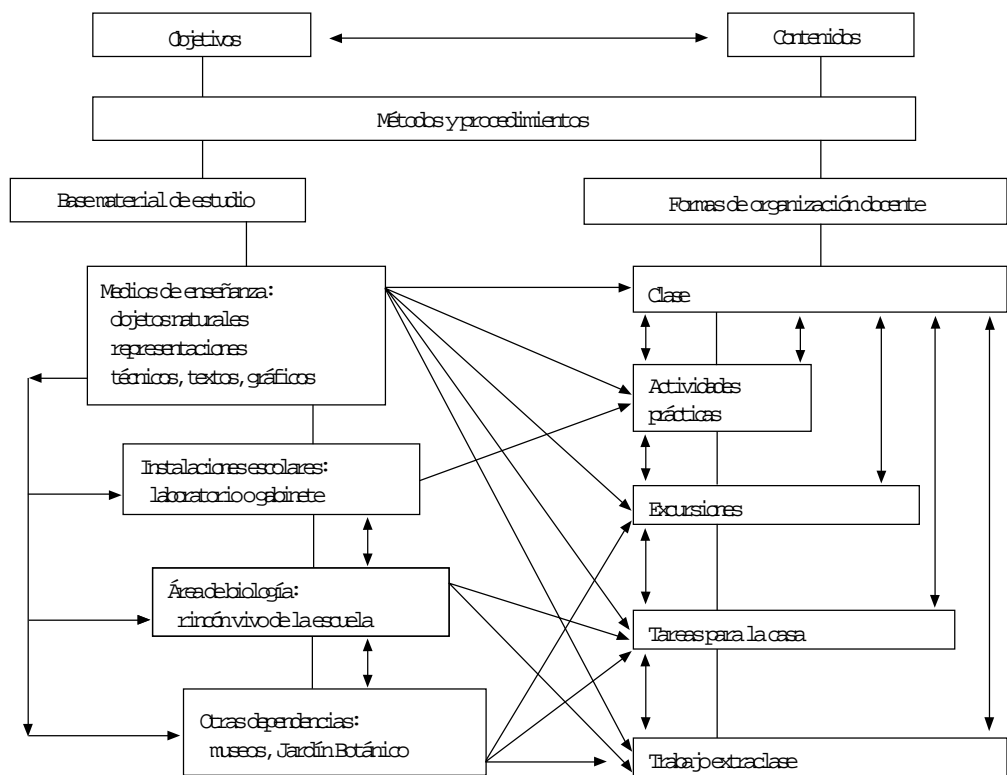 Objetivos
Contenidos
Métodos y procedimientos
Base material de estudio
Formas de organización docente
Medios de enseñanza:
objetos naturales
representaciones
técnicos, textos, gráficos
Clase
Actividades
prácticas
Instalaciones escolares:
laboratorio o gabinete
Excursiones
Área de biología:
rincón vivo de la escuela
Tareas para la casa
Otras dependencias:
museos, Jardín Botánico
Trabajo extraclase